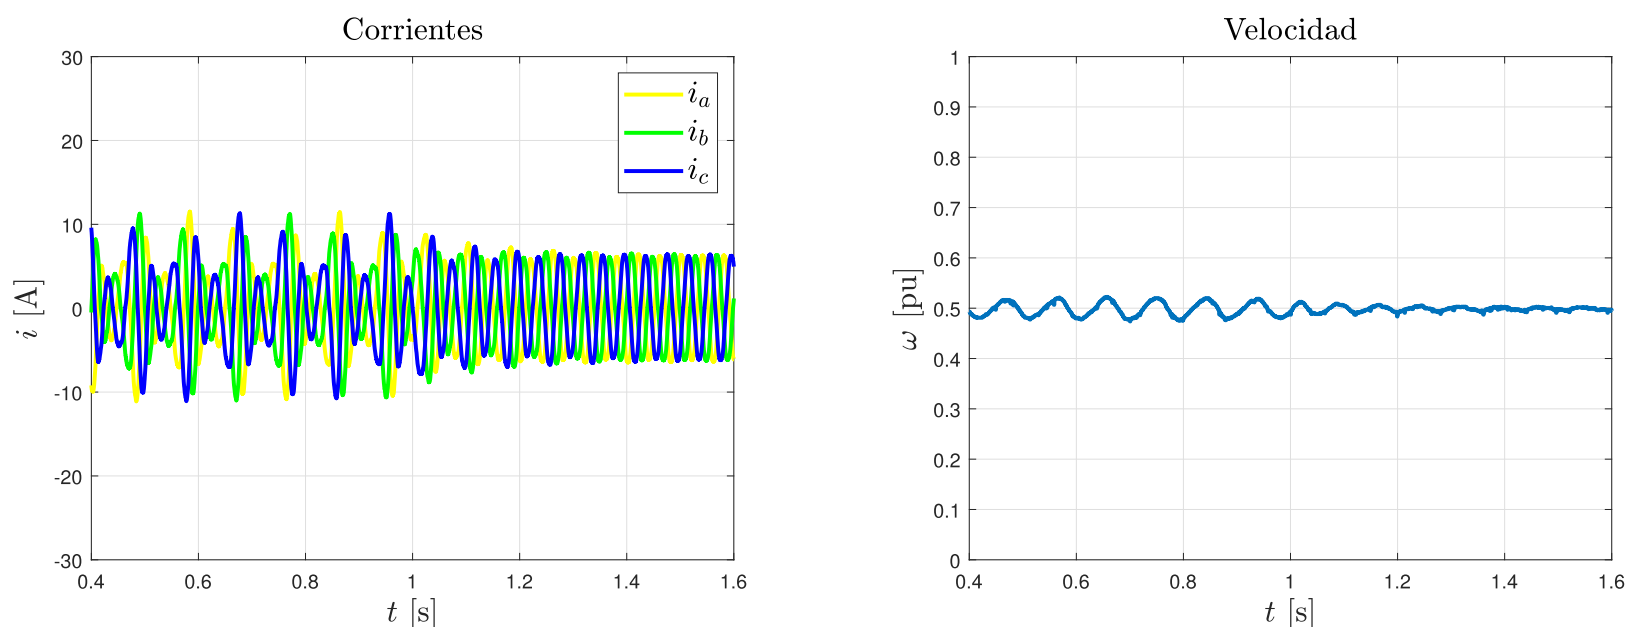 Corrientes
30
20
10
0
-10
-20
-30
i [A]
i_a
i_b
i_c
0.4 0.6 0.8 1 1.2 1.4 1.6
t [s]
Velocidad
1
0.9
0.8
0.7
0.6
0.5
0.4
0.3
0.2
0.1
0
ω [pu]
0.4 0.6 0.8 1 1.2 1.4 1.6
t [s]